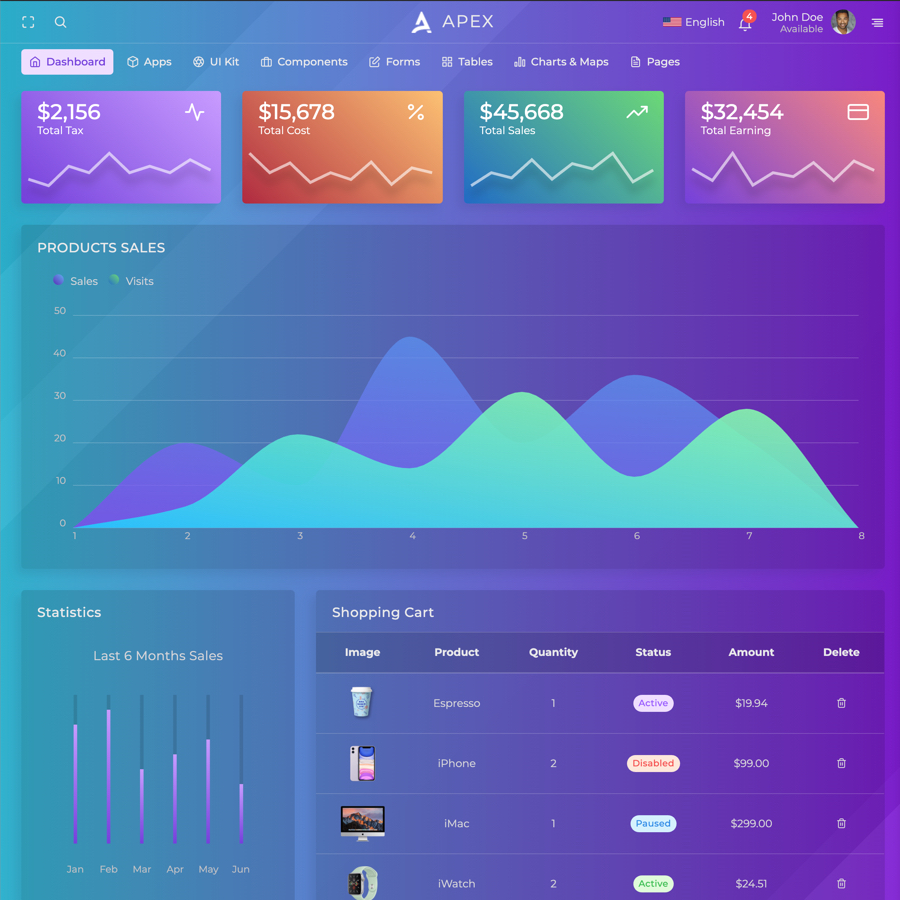 APEX
English
4
John Doe
Available
Dashboard
Apps
UI Kit
Components
Forms
Tables
Charts & Maps
Pages
$2,156
Total Tax
$15,678
Total Cost
$45,668
Total Sales
$32,454
Total Earning
PRODUCTS SALES
Sales Visits
50
40
30
20
10
0
1 2 3 4 5 6 7 8
Statistics
Last 6 Months Sales
Jan Feb Mar Apr May Jun
Shopping Cart
Image Product Quantity Status Amount Delete
Espresso 1 Active $19.94
iPhone 2 Disabled $99.00
iMac 1 Paused $299.00
iWatch 2 Active $24.51